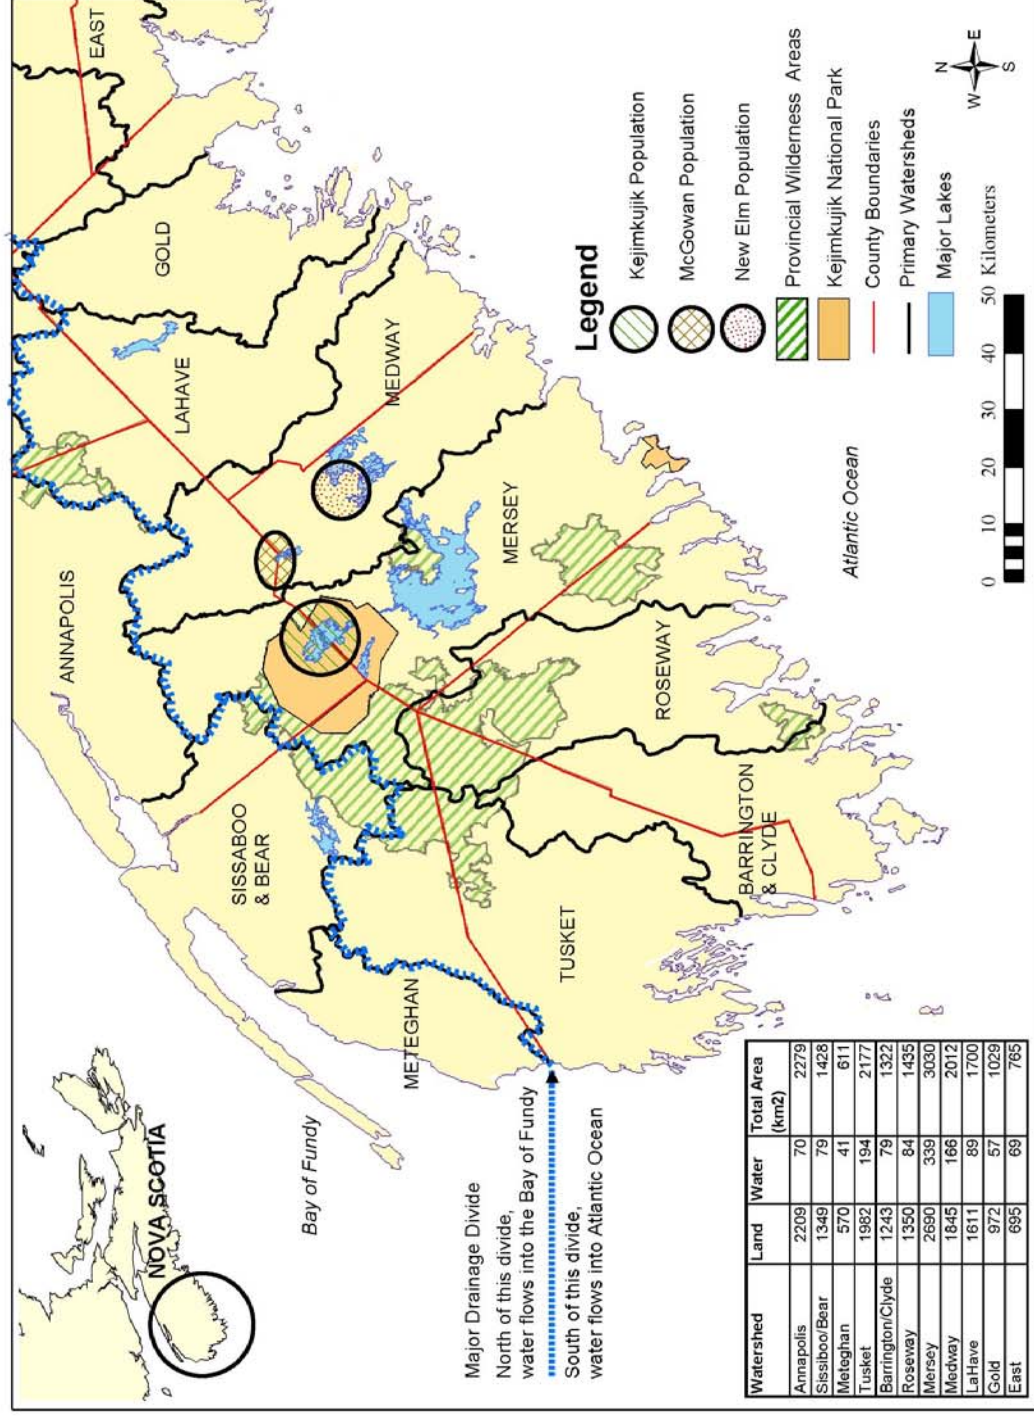 NOVA SCOTIA
Bay of Fundy
Major Drainage Divide
North of this divide,
water flows into the Bay of Fundy
South of this divide,
water flows into Atlantic Ocean
ANNAPOLIS
SISSABOO
& BEAR
METEGHAN
TUSKET
BARRINGTON
& CLYDE
ROSEWAY
MERSEY
MEDWAY
LAHAVE
GOLD
EAST
Atlantic Ocean
Legend
Kejimkujik Population
McGowan Population
New Elm Population
Provincial Wilderness Areas
Kejimkujik National Park
County Boundaries
Primary Watersheds
Major Lakes
0 10 20 30 40 50 Kilometers
N
W E
S
Watershed Land Water Total Area
(km2)
Annapolis 2209 70 2279
Sissibo/Bear 1349 79 1428
Meteghan 570 41 611
Tusket 1982 194 2177
Barrington/Clyde 1243 79 1322
Roseway 1350 84 1435
Mersey 2690 339 3030
Medway 1845 166 2012
LaHave 1611 89 1700
Gold 972 57 1029
East 695 69 765